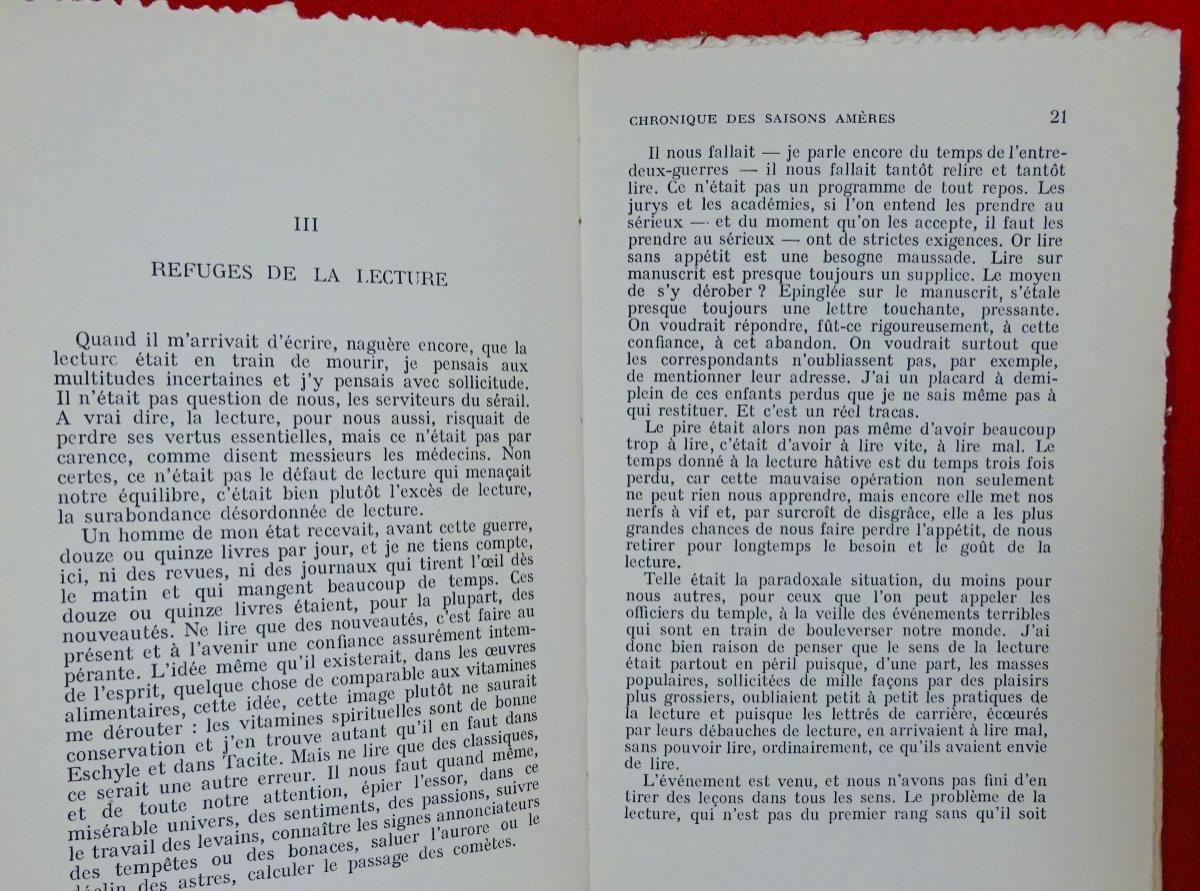 III
REFUGES DE LA LECTURE
Quand il m'arrivait d'écrire, naguère encore, que la
lecture était en train de mourir, je pensais aux
multitudes incertaines et j'y pensais avec sollicitude.
Il n'était pas question de nous, les serviteurs du sérail.
A vrai dire, la lecture, pour nous aussi, risquait de
perdre ses vertus essentielles, mais ce n'était pas par
carence, comme disent messieurs les médecins. Non
certes, ce n'était pas le défaut de lecture qui menaçait
notre équilibre, c'était bien plutôt l'excès de lecture,
la surabondance désordonnée de lecture.
Un homme de mon état recevait, avant cette guerre,
douze ou quinze livres par jour, et je ne tiens compte,
ici, ni des revues, ni des journaux qui tirent l'œil dès
le matin et qui mangent beaucoup de temps. Ces
douze ou quinze livres étaient, pour la plupart, des
nouveautés. Ne lire que des nouveautés, c'est faire au
présent et à l'avenir une confiance assurément intem-
pérante. L'idée même qu'il existerait, dans les œuvres
de l'esprit, quelque chose de comparable aux vitamines
alimentaires, cette idée, cette image plutôt ne saurait
me dérouter : les vitamines spirituelles sont de bonne
conservation et j'en trouve autant qu'il en faut dans
Eschyle et dans Tacite. Mais ne lire que des classiques,
ce serait une autre erreur. Il nous faut quand même,
et de toute notre attention, épier l'essor, dans ce
misérable univers, des sentiments, des passions, suivre
le travail des levains, connaître les signes annonciateurs
des tempêtes ou des bonaces, saluer l'aurore ou le
déclin des astres, calculer le passage des comètes.
CHRONIQUE DES SAISONS AMÈRES 21
Il nous fallait — je parle encore du temps de l'entre-
deux-guerres — il nous fallait tantôt relire et tantôt
lire. Ce n'était pas un programme de tout repos. Les
jurys et les académies, si l'on entend les prendre au
sérieux — et du moment qu'on les accepte, il faut les
prendre au sérieux — ont de strictes exigences. Or lire
sans appétit est une besogne maussade. Lire sur
manuscrit est presque toujours un supplice. Le moyen
de s'y dérober ? Epinglée sur le manuscrit, s'étale
presque toujours une lettre touchante, pressante.
On voudrait répondre, fût-ce rigoureusement, à cette
confiance, à cet abandon. On voudrait surtout que
les correspondants n'oubliassent pas, par exemple,
de mentionner leur adresse. J'ai un placard à demi-
plein de ces enfants perdus que je ne sais même pas à
qui restituer. Et c'est un réel tracas.
Le pire était alors non pas même d'avoir beaucoup
trop à lire, c'était d'avoir à lire vite, à lire mal. Le
temps donné à la lecture hâtive est du temps trois fois
perdu, car cette mauvaise opération non seulement
ne peut rien nous apprendre, mais encore elle met nos
nerfs à vif et, par surcroît de disgrâce, elle a les plus
grandes chances de nous faire perdre l'appétit, de nous
retirer pour longtemps le besoin et le goût de la
lecture.
Telle était la paradoxale situation, du moins pour
nous autres, pour ceux que l'on peut appeler les
officiers du temple, à la veille des événements terribles
qui sont en train de bouleverser notre monde. J'ai
donc bien raison de penser que le sens de la lecture
était partout en péril puisque, d'une part, les masses
populaires, sollicitées de mille façons par des plaisirs
plus grossiers, oubliaient petit à petit les pratiques de
la lecture et puisque les lettrés de carrière, écœurés
par leurs débauches de lecture, en arrivaient à lire mal,
sans pouvoir lire, ordinairement, ce qu'ils avaient envie
de lire.
L'événement est venu, et nous n'avons pas fini d'en
tirer des leçons dans tous les sens. Le problème de la
lecture, qui n'est pas du premier rang sans qu'il soit